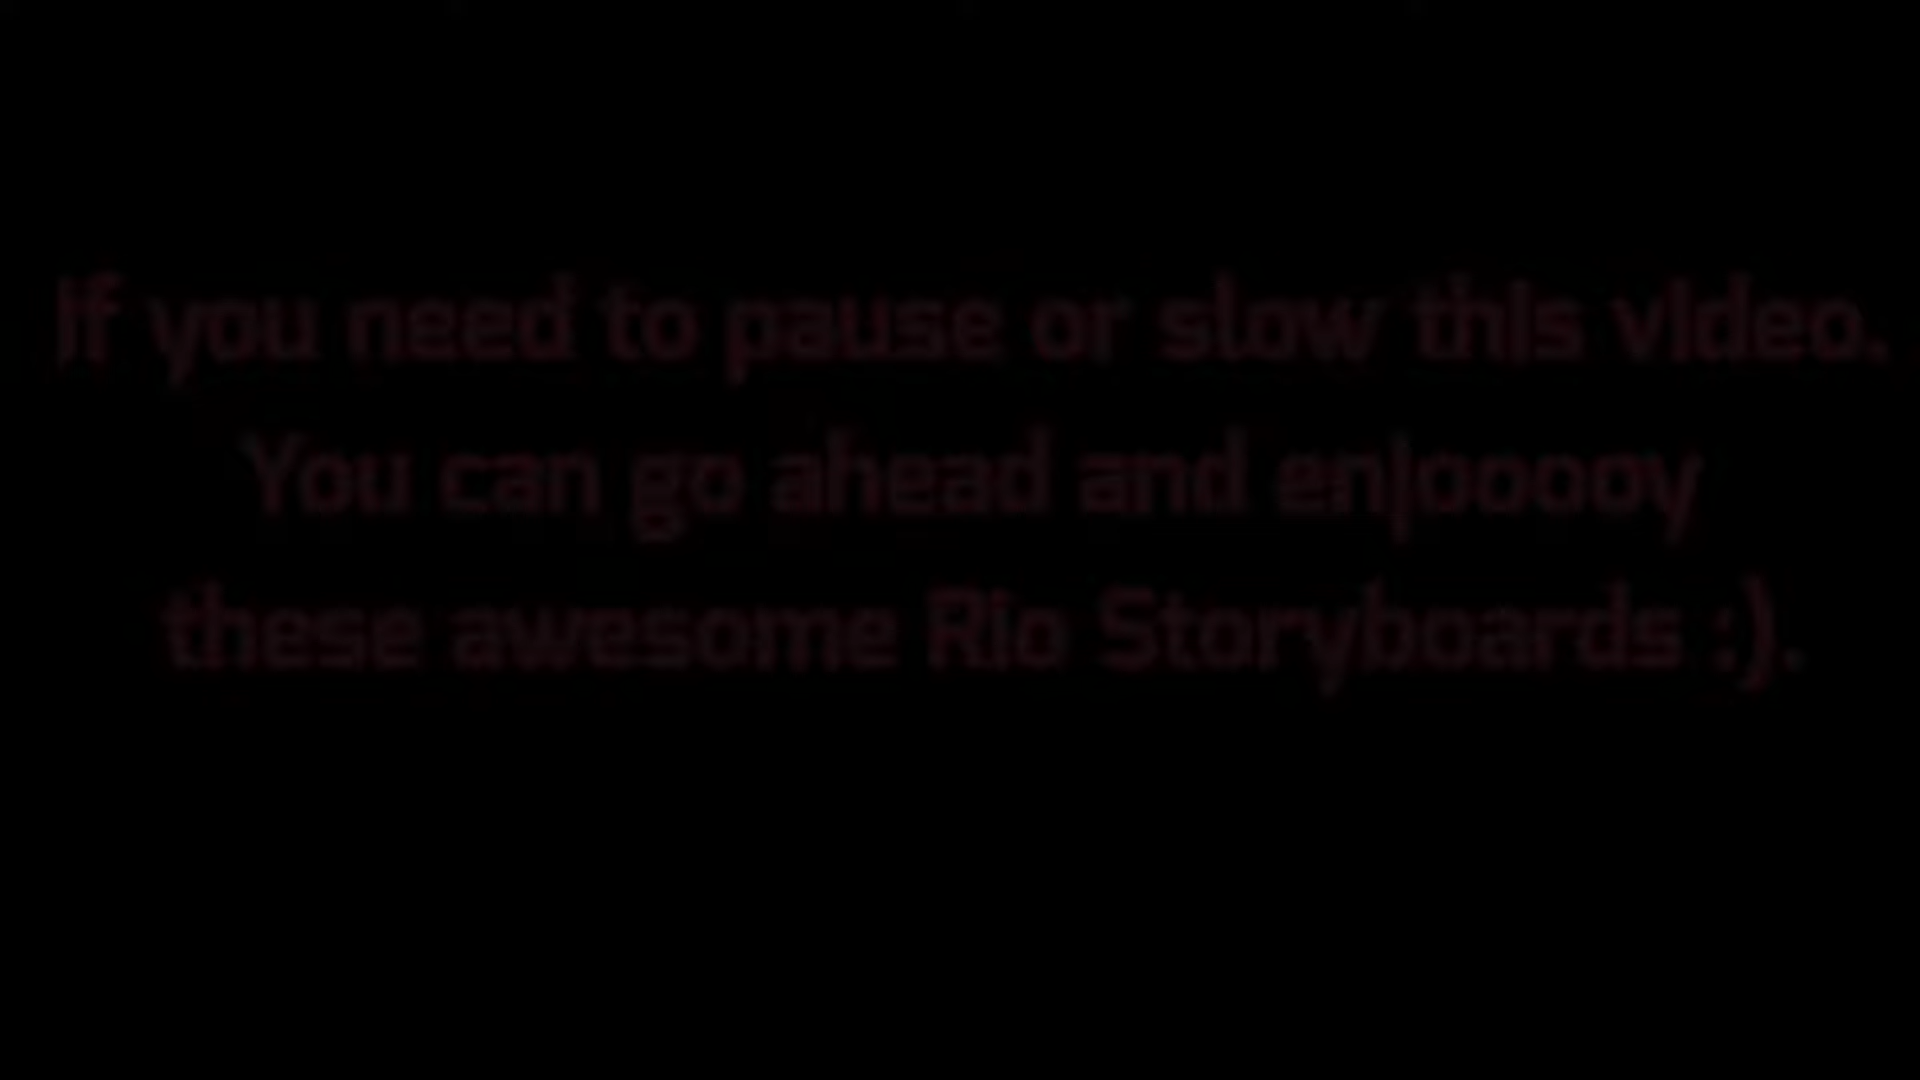 If you need to pause or slow this video.
You can go ahead and enjooooy
these awesome Rio Storyboards :).